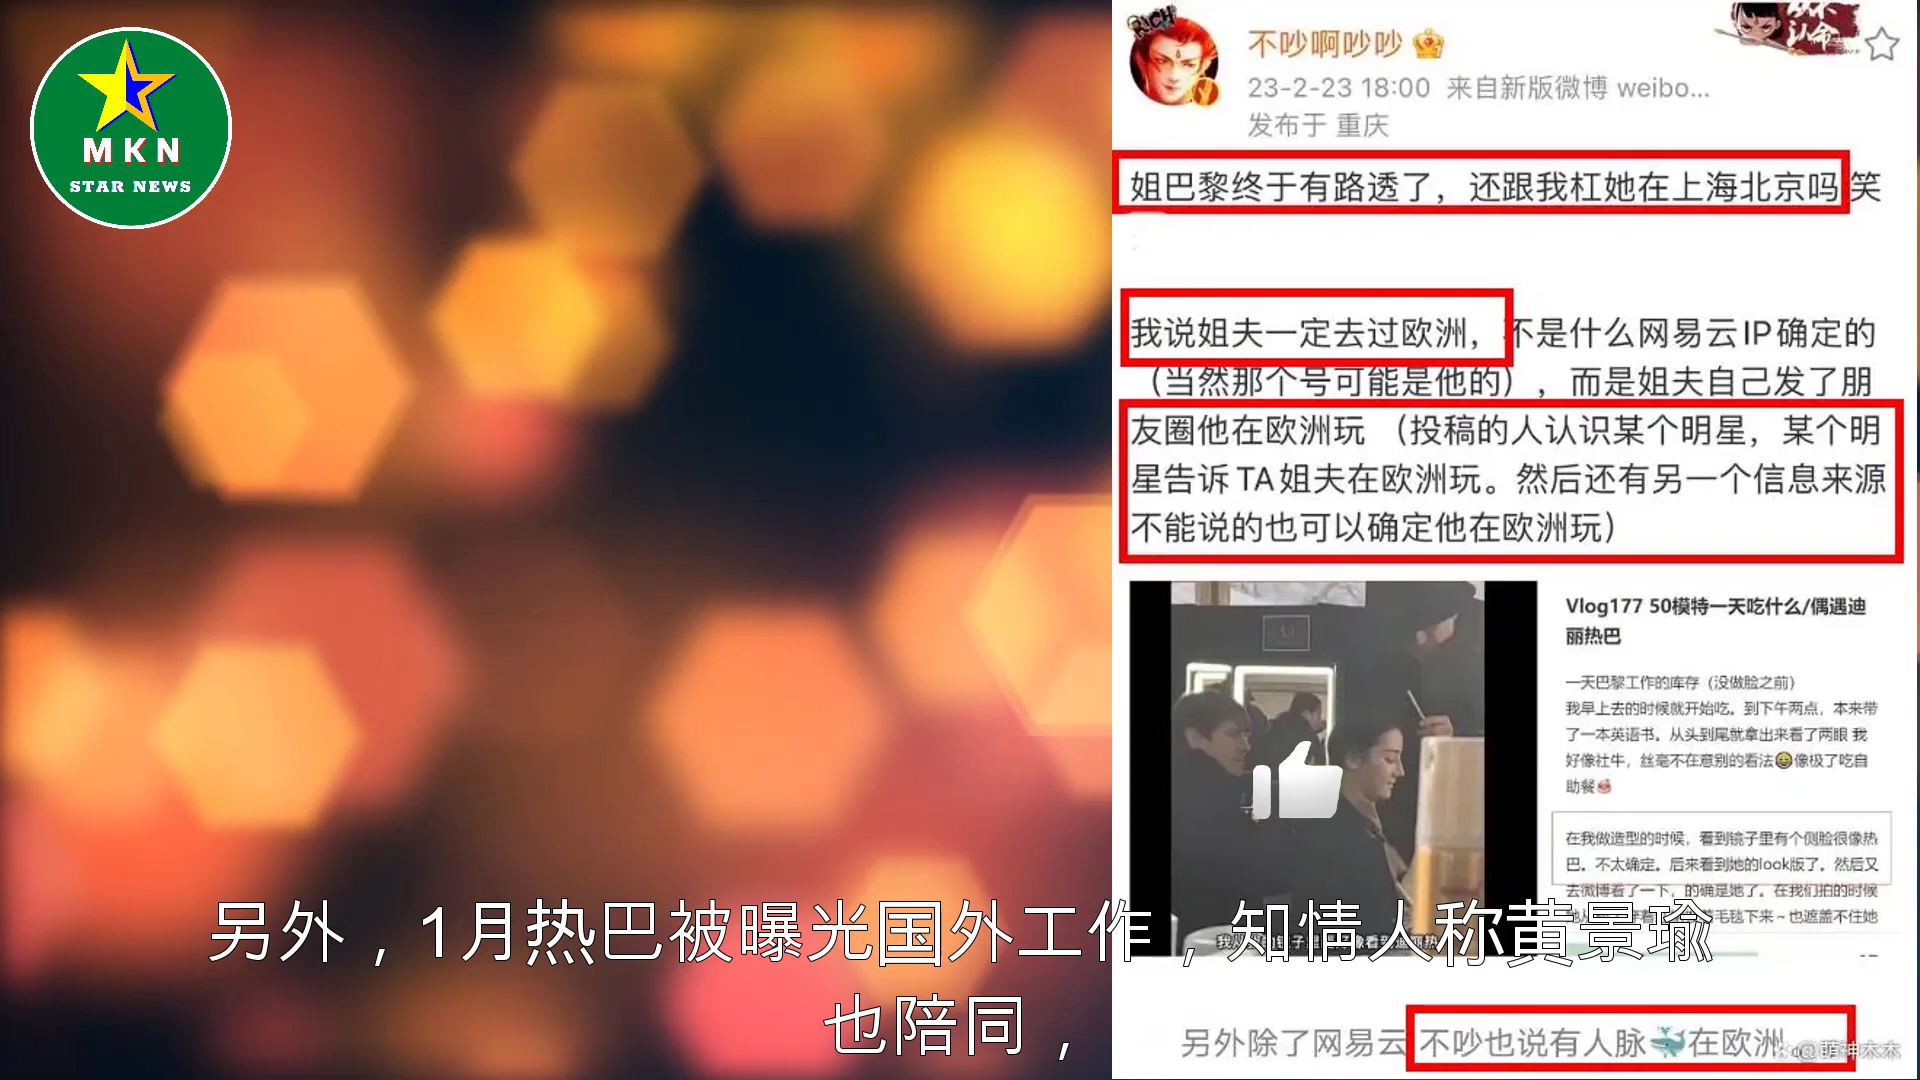 MKN
STAR NEWS
RICH
不吵啊吵吵
23-2-23 18:00 来自新版微博 weibo...
发布于 重庆
姐巴黎终于有路透了，还跟我杠她在上海北京吗 笑
我说姐夫一定去过欧洲，不是什么网易云IP确定的
（当然那个号可能是他的），而是姐夫自己发了朋
友圈他在欧洲玩 （投稿的人认识某个明星，某个明
星告诉TA姐夫在欧洲玩。然后还有另一个信息来源
不能说的也可以确定他在欧洲玩）
Vlog177 50模特一天吃什么/偶遇迪
丽热巴
一天巴黎工作的库存（没做脸之前）
我早上去的时候就开始吃。到下午两点，本来带
了一本英语书。从头到尾就拿出来看了两眼 我
好像社牛，丝毫不在意别的看法😂像极了吃自
助餐🍧
在我做造型的时候，看到镜子里有个侧脸很像热
巴。不太确定。后来看到她的look版了。然后又
去微博看了一下，的确是她了。在我们拍的时候
毛毯下来~也遮盖不住她
另外，1月热巴被曝光国外工作，知情人称黄景瑜
也陪同，
另外除了网易云 不吵也说有人脉🐳在欧洲
@萌神木木